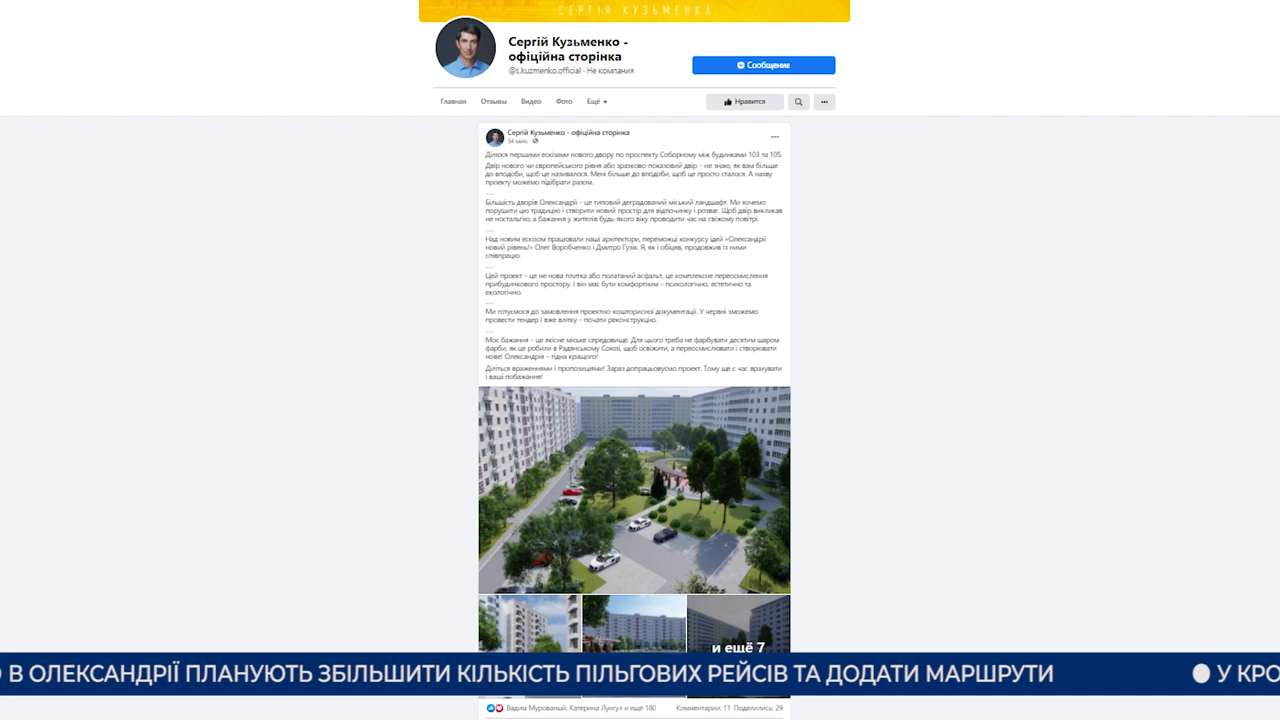 СЕРГІЯ КУЗЬМЕНКА
Сергій Кузьменко -
офіційна сторінка
@s.kuzmenko.official · Не компания
Сообщение
Главная Отзывы Видео Фото Ещё
Нравится
Сергій Кузьменко - офіційна сторінка
34 мин.
Ділюся першими ескізами нового двору по проспекту Соборному між будинками 103 та 105.
Двір нового чи європейського рівня або зразково-показовий двір – не знаю, як вам більше
до вподоби, щоб це називалося. Мені більше до вподоби, щоб це просто сталося. А назву
проекту можемо підібрати разом.
....
Більшість дворів Олександрії – це типовий деградований міський ландшафт. Ми хочемо
порушити цю традицію і створити новий простір для відпочинку і розваг. Щоб двір викликав
не ностальгію, а бажання у жителів будь-якого віку проводити час на свіжому повітрі.
....
Над новим ескізом працювали наші архітектори, переможці конкурсу ідей «Олександрії
новий рівень!» Олег Воробченко і Дмитро Гузік. Я, як і обіцяв, продовжив із ними
співпрацю.
....
Цей проект – це не нова плитка або полатаний асфальт, це комплексне переосмислення
прибудинкового простору. І він має бути комфортним – психологічно, естетично та
екологічно.
....
Ми готуємося до замовлення проектно-кошторисної документації. У червні зможемо
провести тендер і вже влітку – почати реконструкцію.
....
Моє бажання – це якісне міське середовище. Для цього треба не фарбувати десятим шаром
фарби, як це робили в Радянському Союзі, щоб освіжити, а переосмислювати і створювати
нове! Олександрія – гідна кращого!
Діліться враженнями і пропозиціями! Зараз допрацьовуємо проект. Тому ще є час врахувати
і ваші побажання!
и ещё 7
В ОЛЕКСАНДРІЇ ПЛАНУЮТЬ ЗБІЛЬШИТИ КІЛЬКІСТЬ ПІЛЬГОВИХ РЕЙСІВ ТА ДОДАТИ МАРШРУТИ У КРО
Вадим Мурованый, Катерина Лунгул и ещё 180 Комментарии: 11 Поделились: 29